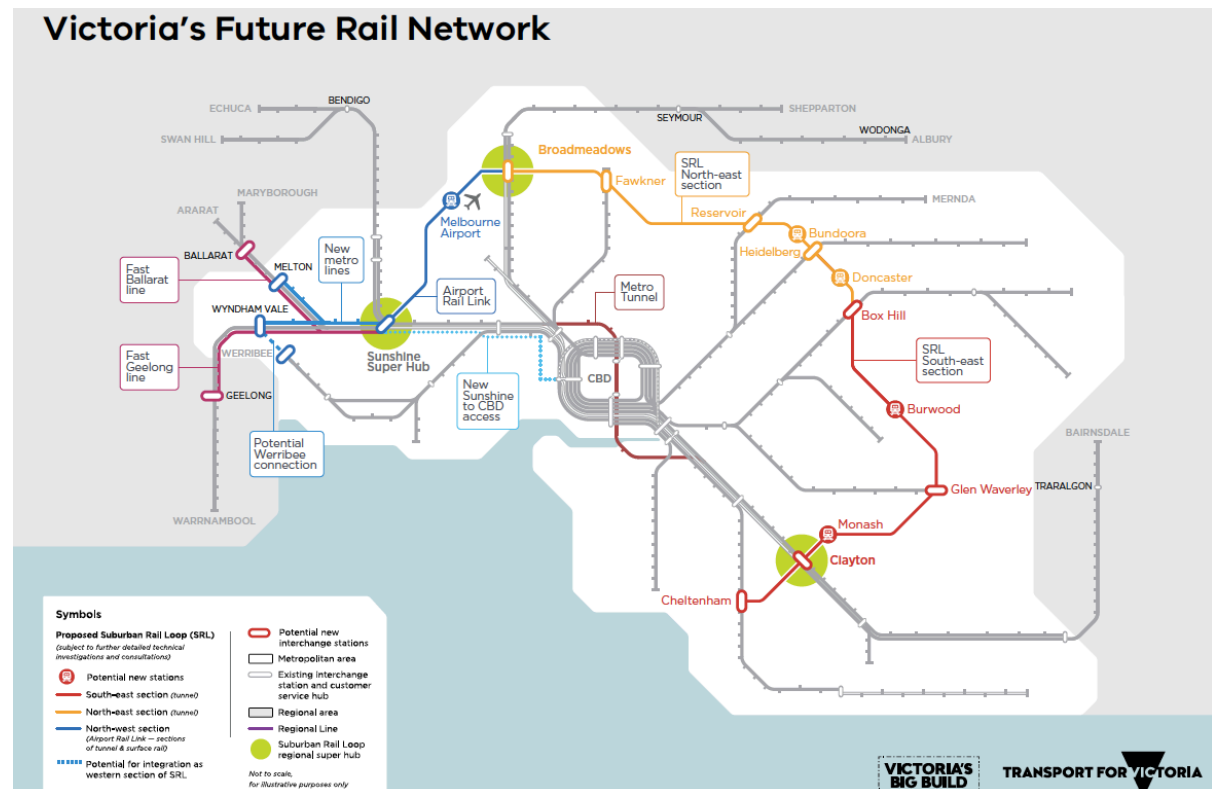 Victoria's Future Rail Network
ECHUCA
BENDIGO
SWAN HILL
SEYMOUR
SHEPPARTON
WODONGA
ALBURY
Broadmeadows
Fawkner
SRL
North-east
section
MARYBOROUGH
ARARAT
BALLARAT
MELTON
New
metro
lines
Melbourne
Airport
Reservoir
MERNDA
Bundoora
Heidelberg
Doncaster
Fast
Ballarat
line
Airport
Rail Link
Metro
Tunnel
Box Hill
WYNDHAM VALE
WERRIBEE
Sunshine
Super Hub
SRL
South-east
section
Fast
Geelong
line
GEELONG
New
Sunshine
to CBD
access
CBD
Burwood
BAIRNSDALE
Potential
Werribee
connection
Glen Waverley
TRARALGON
WARRNAMBOOL
Monash
Clayton
Cheltenham
Symbols
Proposed Suburban Rail Loop (SRL)
(subject to further detailed technical
investigations and consultations)
Potential new stations
South-east section (tunnel)
North-east section (tunnel)
North-west section
(Airport Rail Link – sections
of tunnel & surface rail)
Potential for integration as
western section of SRL
Potential new
interchange stations
Metropolitan area
Existing interchange
station and customer
service hub
Regional area
Regional Line
Suburban Rail Loop
regional super hub
Not to scale,
for illustrative purposes only
VICTORIA'S
BIG BUILD
TRANSPORT FOR VICTORIA